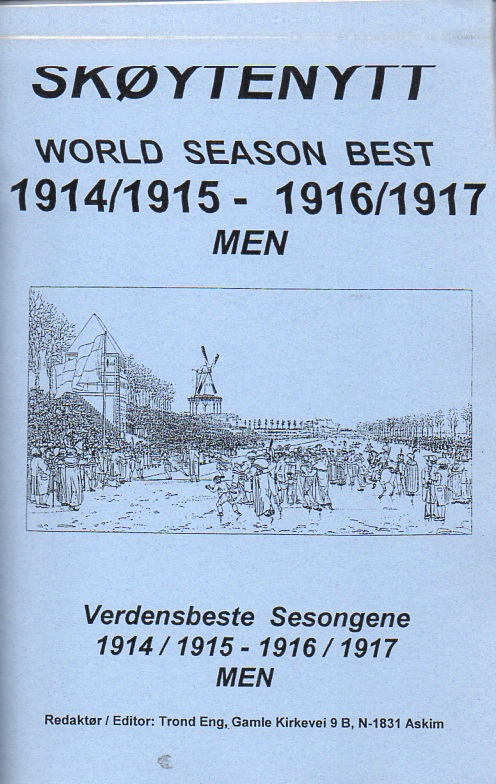 SKØYTENYTT
WORLD SEASON BEST
1914/1915 - 1916/1917
MEN
Verdensbeste Sesongene
1914 / 1915 - 1916 / 1917
MEN
Redaktør / Editor: Trond Eng, Gamle Kirkevei 9 B, N-1831 Askim